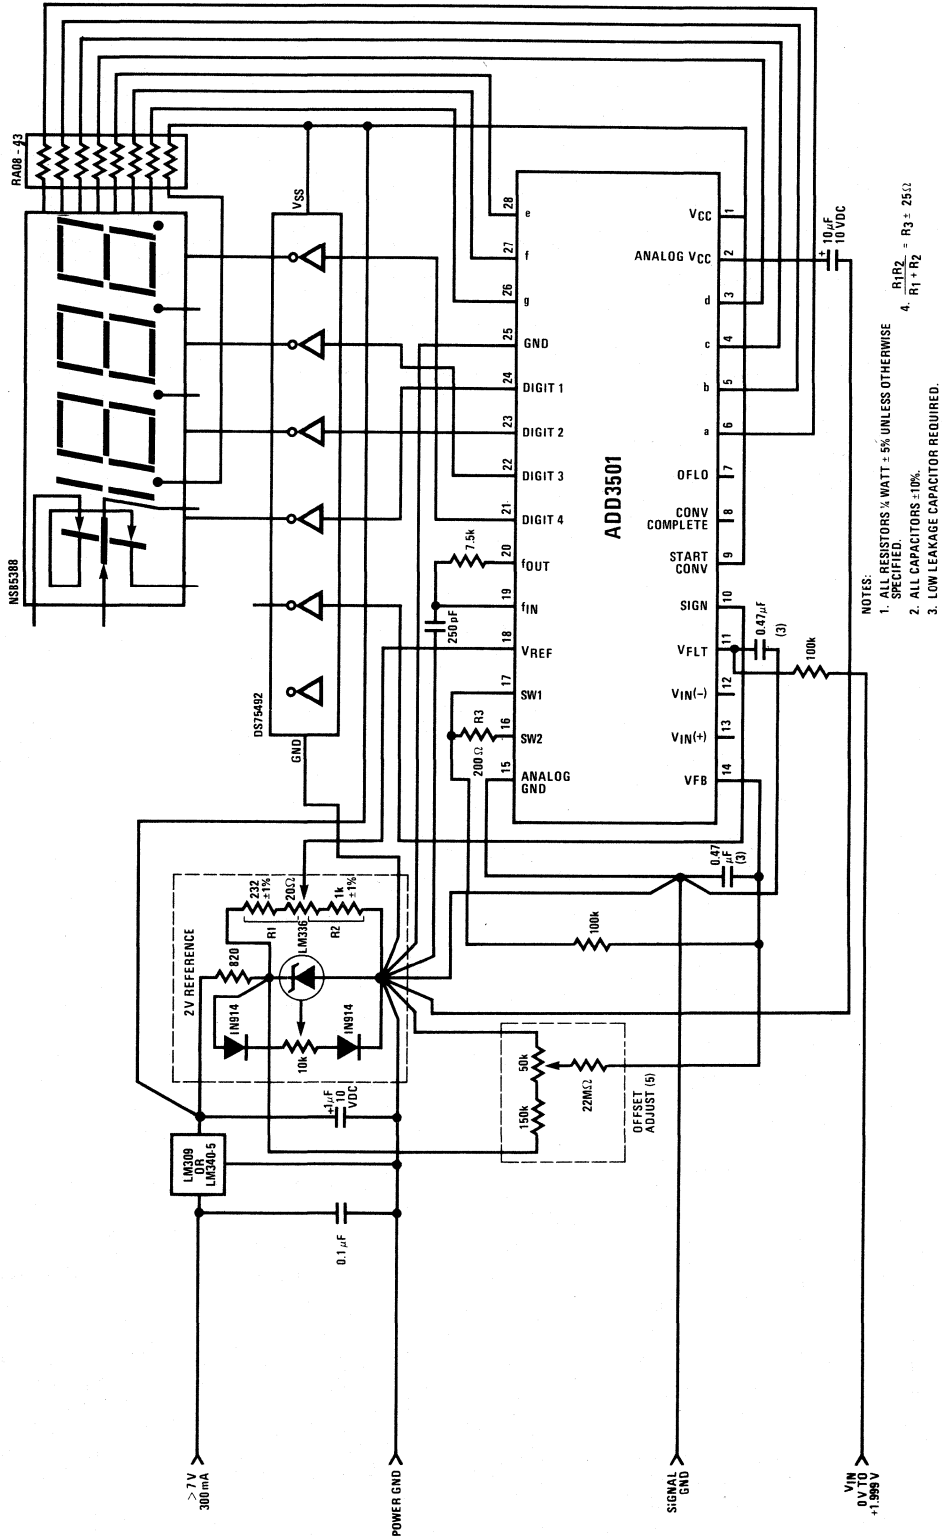 RA08 - 43
NSB5388
VSS
DS75492
GND
28
e
27
f
26
g
25
GND
24
DIGIT 1
23
DIGIT 2
22
DIGIT 3
21
DIGIT 4
20
fOUT
19
fIN
18
VREF
17
SW1
16
SW2
15
ANALOG
GND
ADD3501
VCC
1
ANALOG VCC
2
d
3
c
4
b
5
a
6
OFLO
7
CONV
COMPLETE
8
START
CONV
9
SIGN
10
VFLT
11
VIN(−)
12
VIN(+)
13
VFB
14
7.5k
250 pF
R3
200 Ω
+ 10 µF
10 VDC
0.47 µF
(3)
100k
0.47
µF
(3)
100k
2V REFERENCE
232
±1%
20Ω
1k
±1%
R1
R2
LM336
820
IN914
IN914
10k
+1µF
10
VDC
LM309
OR
LM340-5
0.1 µF
50k
150k
22MΩ
OFFSET
ADJUST (5)
> 7 V
300 mA
POWER GND
SIGNAL
GND
VIN
0 V TO
+1.999 V
NOTES:
1. ALL RESISTORS ¼ WATT ± 5% UNLESS OTHERWISE
SPECIFIED.
2. ALL CAPACITORS ±10%.
3. LOW LEAKAGE CAPACITOR REQUIRED.
4. R1R2 / R1 + R2 = R3 ± 25Ω